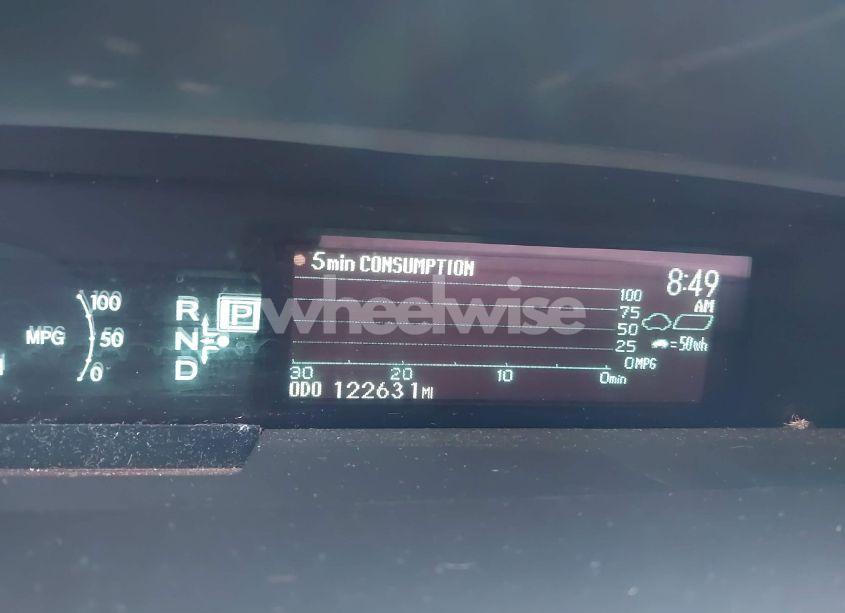 5min CONSUMPTION
8:49
AM
100
75
50
25
0MPG
= 50wh
30 20 10 0min
ODO 122631MI
MPG
100
50
0
R
P
N
D
wheelwise